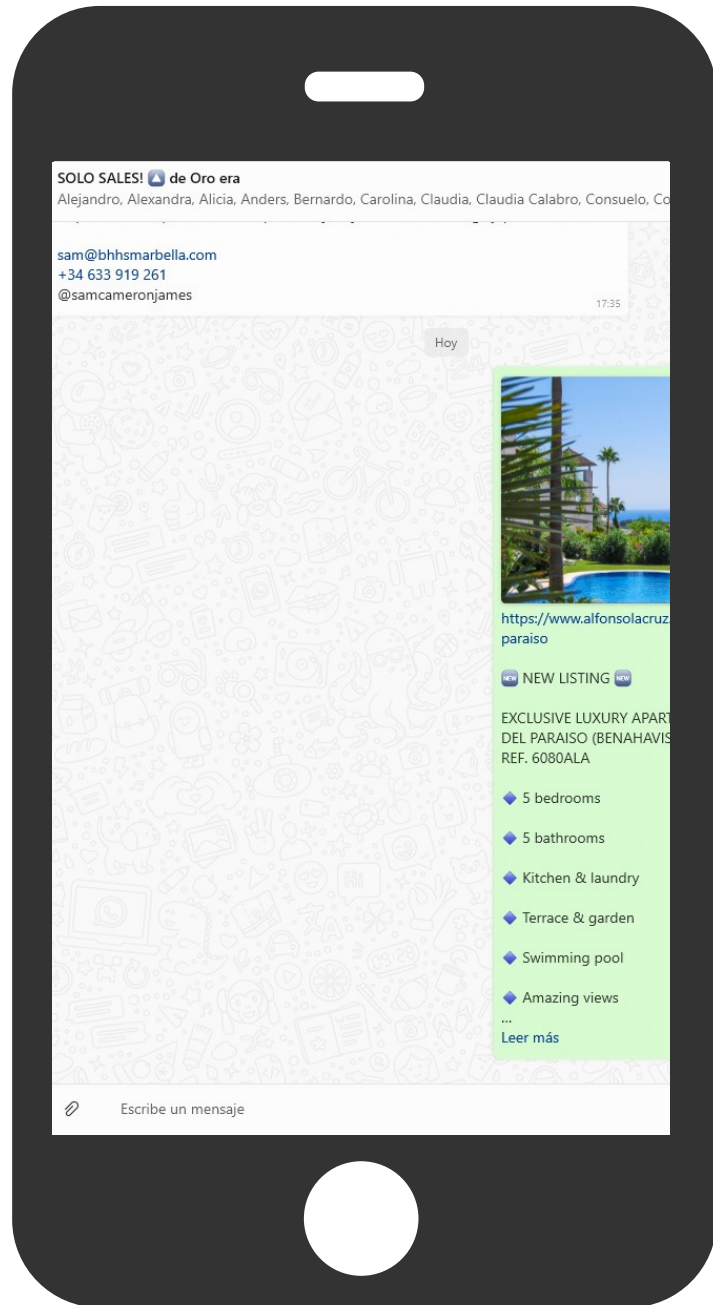 SOLO SALES! 🔼 de Oro era
Alejandro, Alexandra, Alicia, Anders, Bernardo, Carolina, Claudia, Claudia Calabro, Consuelo, Co
sam@bhhsmarbella.com
+34 633 919 261
@samcameronjames
17:35
Hoy
https://www.alfonsolacruz.
paraiso
🆕 NEW LISTING 🆕
EXCLUSIVE LUXURY APART
DEL PARAISO (BENAHAVIS
REF. 6080ALA
🔷 5 bedrooms
🔷 5 bathrooms
🔷 Kitchen & laundry
🔷 Terrace & garden
🔷 Swimming pool
🔷 Amazing views
...
Leer más
Escribe un mensaje